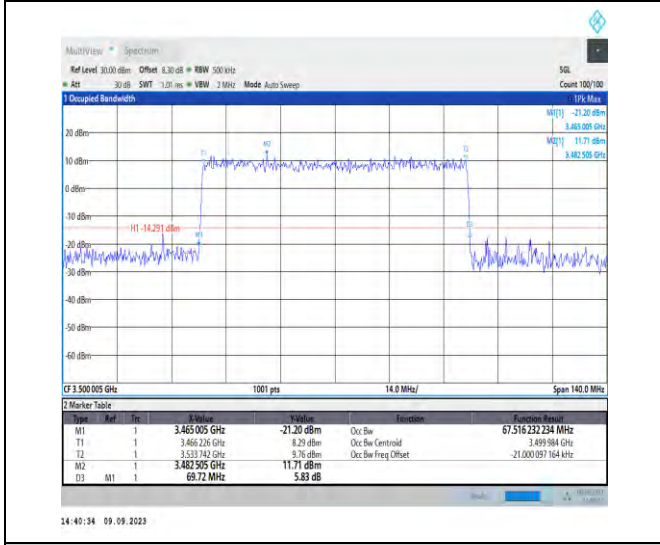 MultiView Spectrum
Ref Level 30.00 dBm Offset 8.30 dB RBW 500 kHz SGL
Att 30 dB SWT 1.01 ms VBW 2 MHz Mode Auto Sweep Count 100/100
1 Occupied Bandwidth 1Pk Max
M1[1] -21.20 dBm
3.465 005 GHz
20 dBm
M2[1] 11.71 dBm
3.482 505 GHz
M2
T1
T2
10 dBm
0 dBm
-10 dBm
H1 -14.291 dBm
D3
M1
-20 dBm
-30 dBm
-40 dBm
-50 dBm
-60 dBm
CF 3.500 005 GHz 1001 pts 14.0 MHz/ Span 140.0 MHz
2 Marker Table
Type Ref Trc X-Value Y-Value Function Function Result
M1 1 3.465 005 GHz -21.20 dBm Occ Bw 67.516 232 234 MHz
T1 1 3.466 226 GHz 8.29 dBm Occ Bw Centroid 3.499 984 GHz
T2 1 3.533 742 GHz 9.76 dBm Occ Bw Freq Offset -21.000 097 164 kHz
M2 1 3.482 505 GHz 11.71 dBm
D3 M1 1 69.72 MHz 5.83 dB
14:40:34 09.09.2023